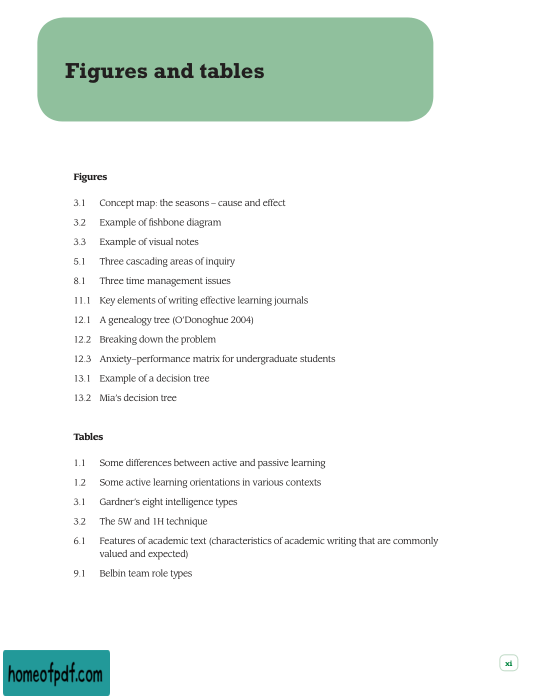 Figures and tables
Figures
3.1 Concept map: the seasons – cause and effect
3.2 Example of fishbone diagram
3.3 Example of visual notes
5.1 Three cascading areas of inquiry
8.1 Three time management issues
11.1 Key elements of writing effective learning journals
12.1 A genealogy tree (O’Donoghue 2004)
12.2 Breaking down the problem
12.3 Anxiety–performance matrix for undergraduate students
13.1 Example of a decision tree
13.2 Mia’s decision tree
Tables
1.1 Some differences between active and passive learning
1.2 Some active learning orientations in various contexts
3.1 Gardner’s eight intelligence types
3.2 The 5W and 1H technique
6.1 Features of academic text (characteristics of academic writing that are commonly
valued and expected)
9.1 Belbin team role types
homeofpdf.com
xi